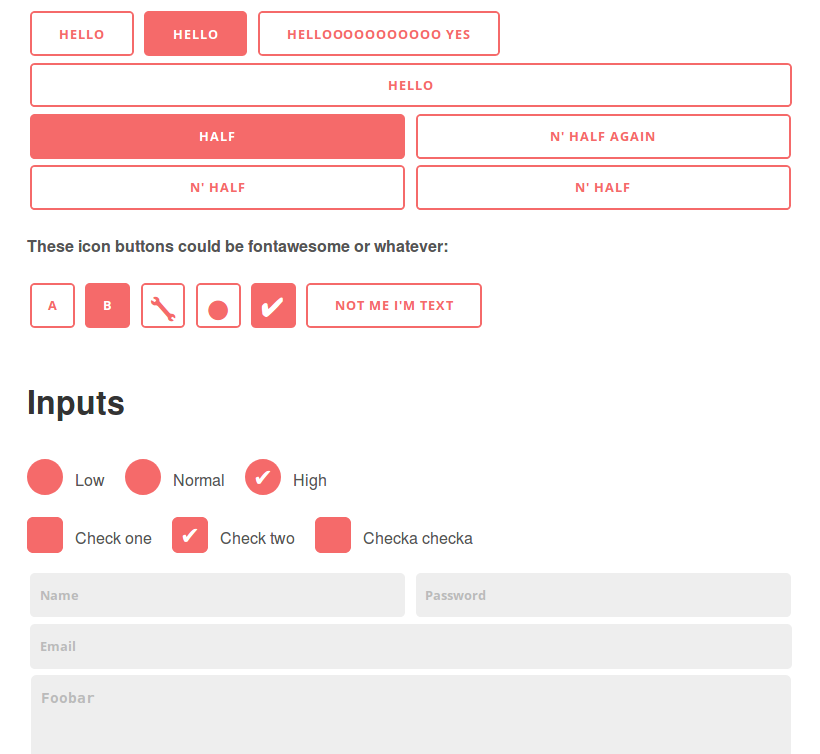 HELLO HELLO HELLOOOOOOOOOOO YES
HELLO
HALF N' HALF AGAIN
N' HALF N' HALF
These icon buttons could be fontawesome or whatever:
A B NOT ME I'M TEXT
Inputs
Low Normal High
Check one Check two Checka checka
Name Password
Email
Foobar